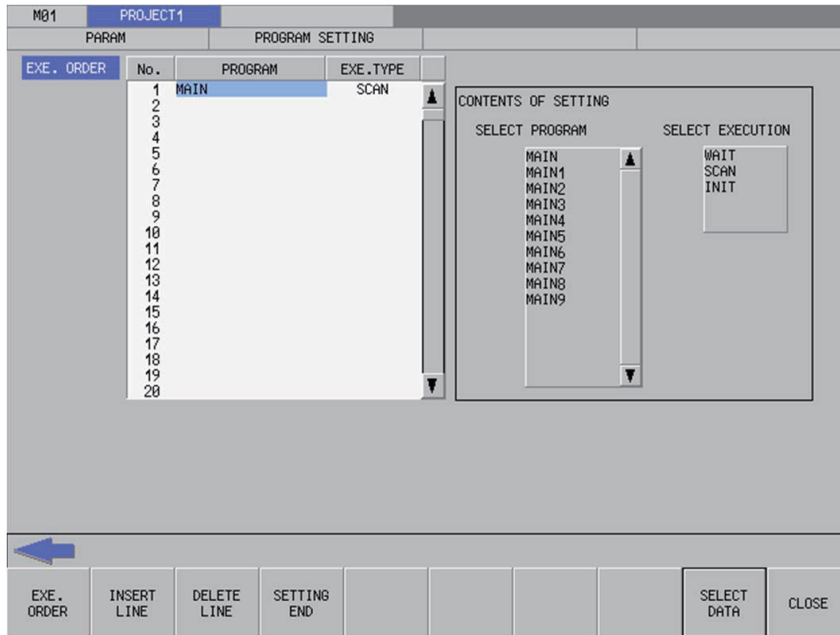 M01 PROJECT1
PARAM PROGRAM SETTING
EXE. ORDER
No. PROGRAM EXE.TYPE
1 MAIN SCAN
2
3
4
5
6
7
8
9
10
11
12
13
14
15
16
17
18
19
20
CONTENTS OF SETTING
SELECT PROGRAM
MAIN
MAIN1
MAIN2
MAIN3
MAIN4
MAIN5
MAIN6
MAIN7
MAIN8
MAIN9
SELECT EXECUTION
WAIT
SCAN
INIT
EXE.
ORDER
INSERT
LINE
DELETE
LINE
SETTING
END
SELECT
DATA
CLOSE